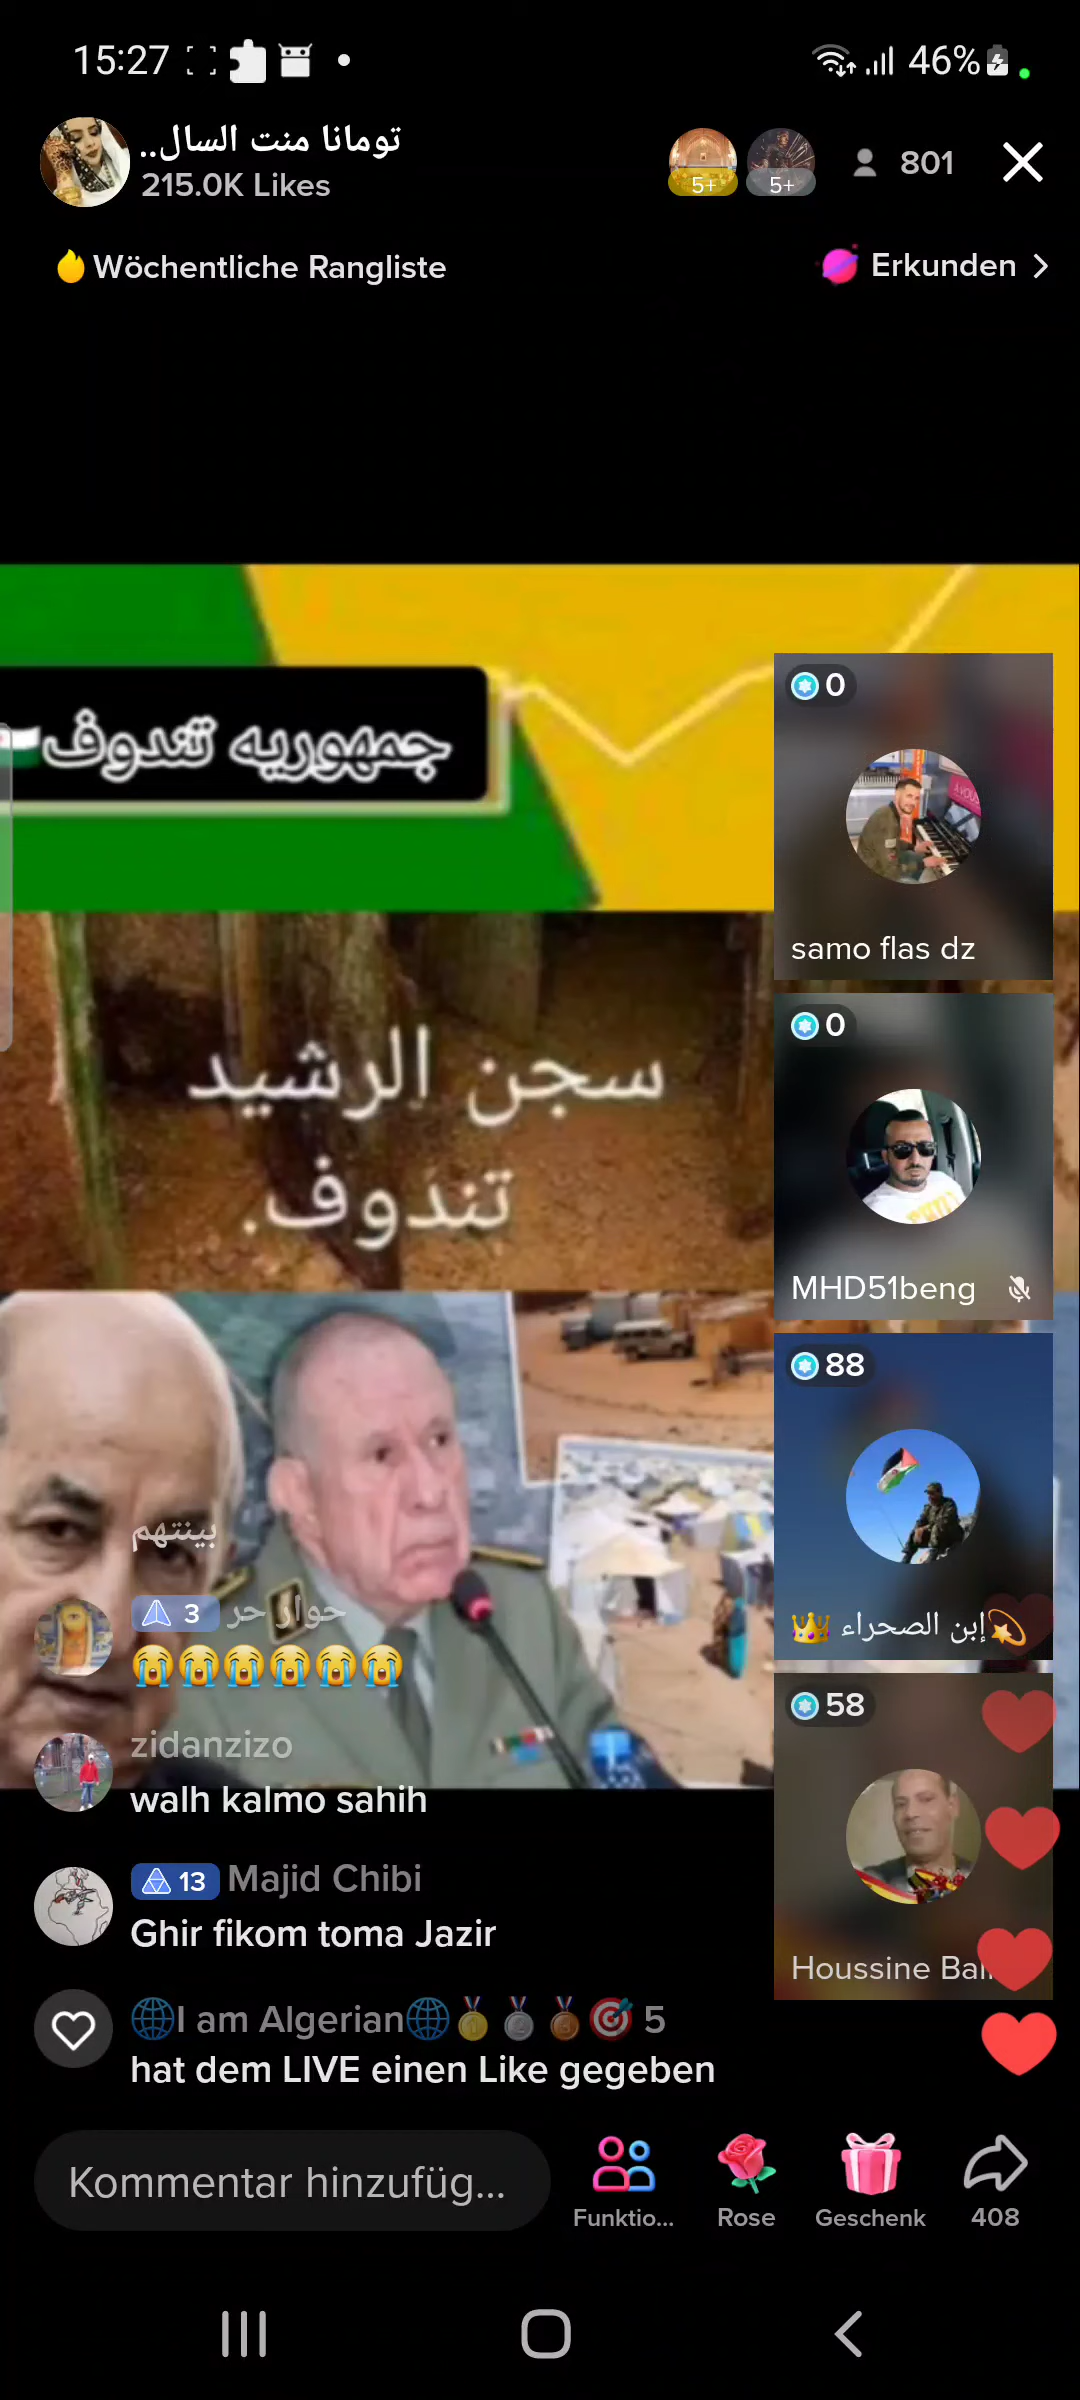 15:27
46%
تومانا منت السال..
215.0K Likes
5+
5+
801
Wöchentliche Rangliste
Erkunden
جمهوريه تندوف
0
samo flas dz
سجن الرشيد
تندوف.
0
MHD51beng
88
إبن الصحراء
58
Houssine Bal
بينتهم
3 حوار حر
😭😭😭😭😭😭
zidanzizo
walh kalmo sahih
13 Majid Chibi
Ghir fikom toma Jazir
🌐I am Algerian🌐🥇🥈🥉🎯 5
hat dem LIVE einen Like gegeben
Kommentar hinzufüg...
Funktio...
Rose
Geschenk
408